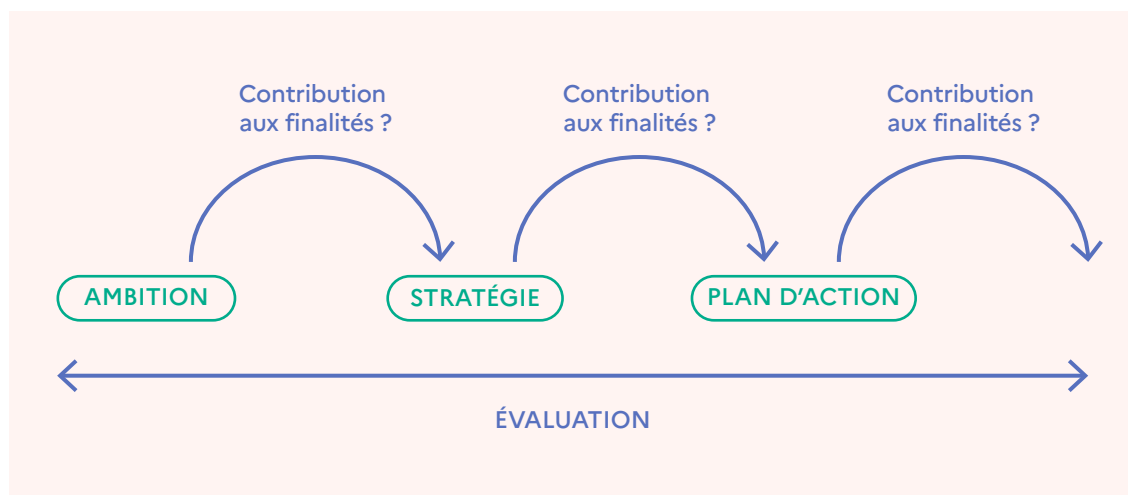 Contribution
aux finalités ?
Contribution
aux finalités ?
Contribution
aux finalités ?
AMBITION
STRATÉGIE
PLAN D’ACTION
ÉVALUATION